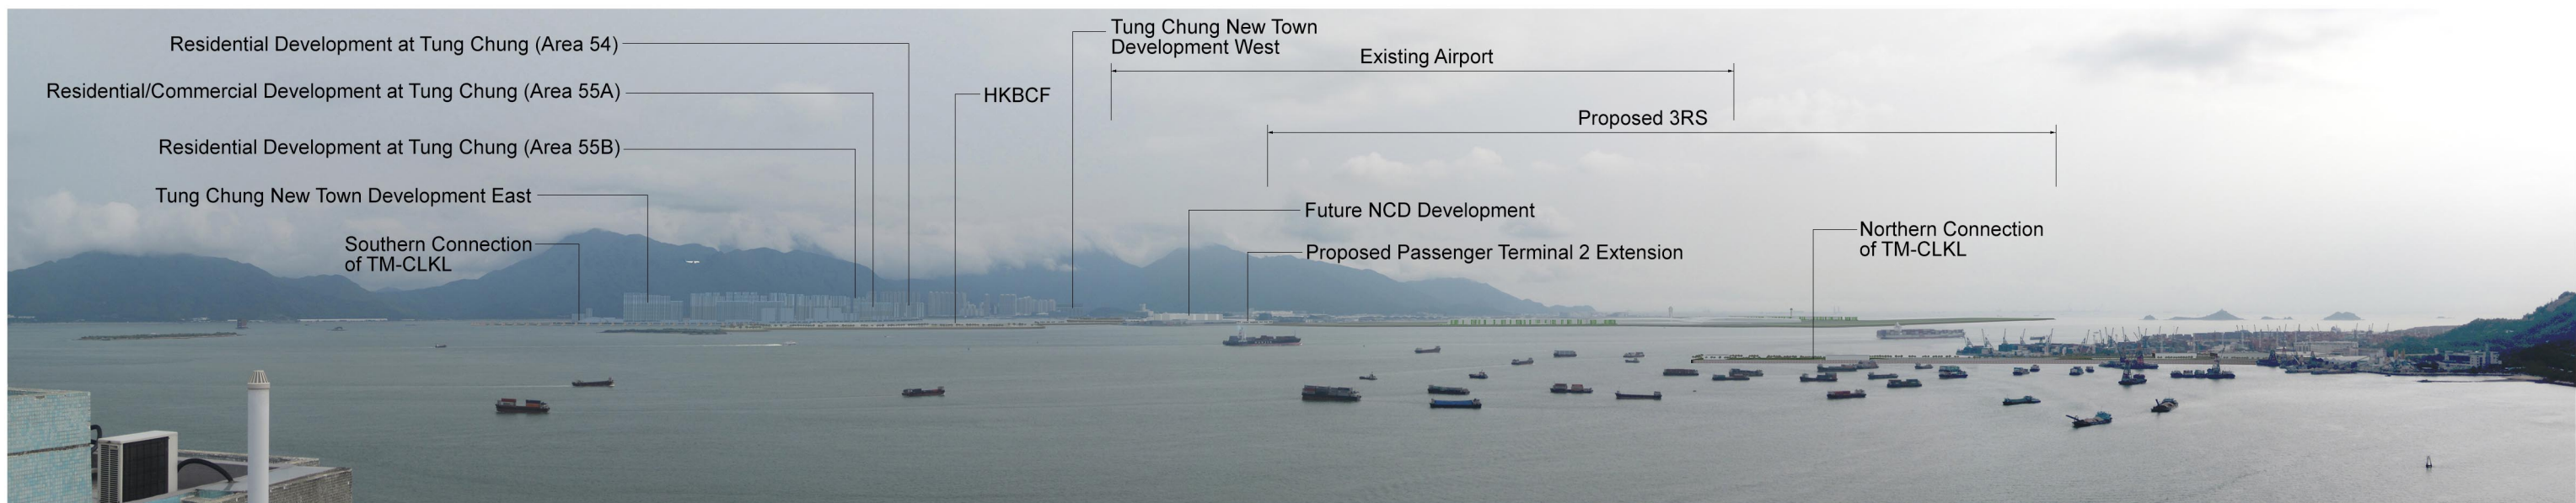 Residential Development at Tung Chung (Area 54)
Residential/Commercial Development at Tung Chung (Area 55A)
Residential Development at Tung Chung (Area 55B)
Tung Chung New Town Development East
Southern Connection
of TM-CLKL
HKBCF
Tung Chung New Town
Development West
Existing Airport
Proposed 3RS
Future NCD Development
Proposed Passenger Terminal 2 Extension
Northern Connection
of TM-CLKL